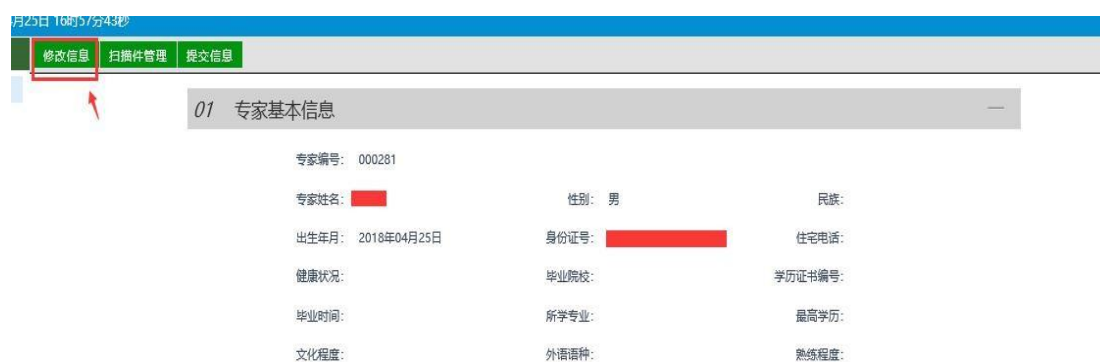 月25日 16时57分43秒
修改信息 扫描件管理 提交信息
01 专家基本信息
专家编号: 000281
专家姓名: 性别: 男 民族:
出生年月: 2018年04月25日 身份证号: 住宅电话:
健康状况: 毕业院校: 学历证书编号:
毕业时间: 所学专业: 最高学历:
文化程度: 外语语种: 熟练程度: